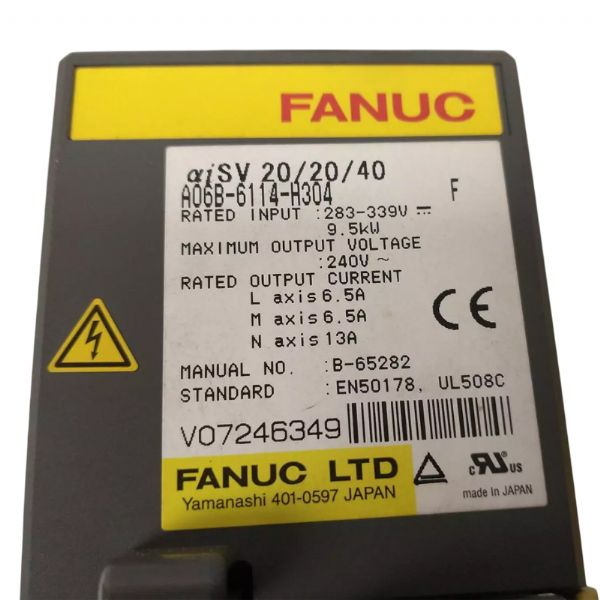 FANUC
αiSV 20/20/40
A06B-6114-H304 F
RATED INPUT :283-339V ⎓
9.5kW
MAXIMUM OUTPUT VOLTAGE
:240V ~
RATED OUTPUT CURRENT
L axis 6.5A
M axis 6.5A
N axis 13A
CE
MANUAL NO. :B-65282
STANDARD :EN50178, UL508C
V07246349
FANUC LTD
Yamanashi 401-0597 JAPAN
c RU US
made in JAPAN